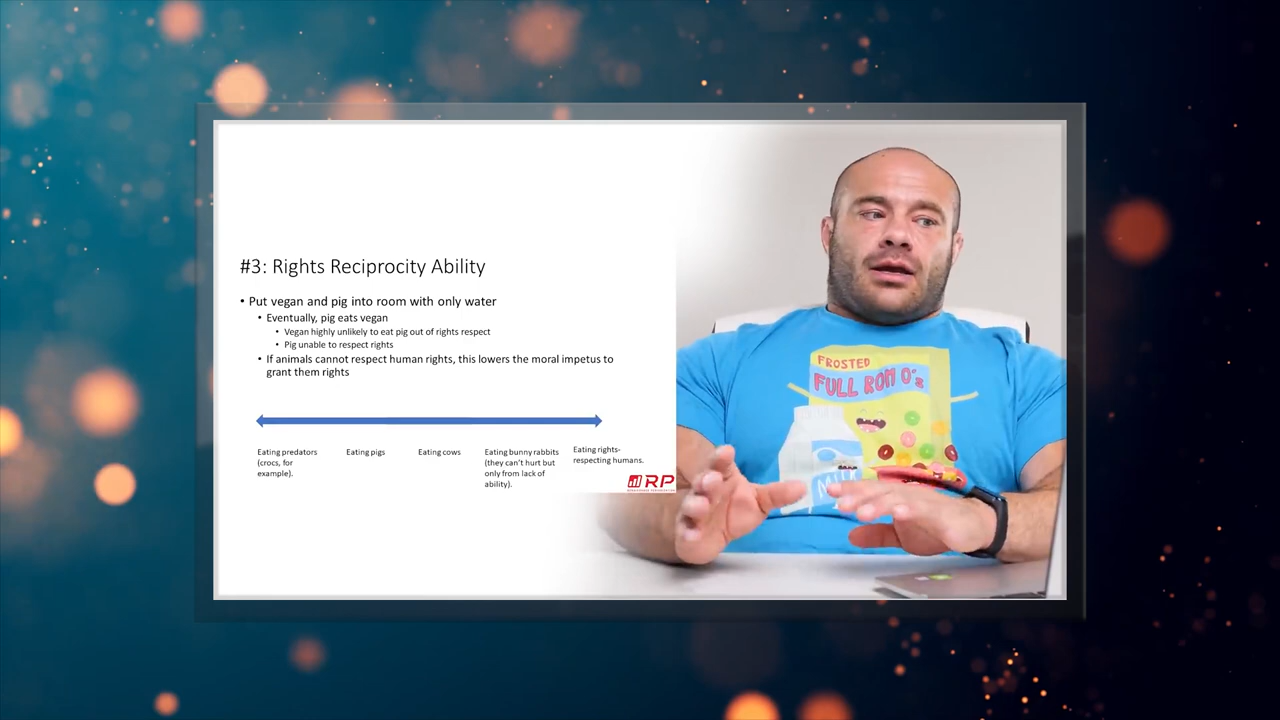 #3: Rights Reciprocity Ability
• Put vegan and pig into room with only water
• Eventually, pig eats vegan
• Vegan highly unlikely to eat pig out of rights respect
• Pig unable to respect rights
• If animals cannot respect human rights, this lowers the moral impetus to
grant them rights
Eating predators
(crocs, for
example).
Eating pigs
Eating cows
Eating bunny rabbits
(they can't hurt but
only from lack of
ability).
Eating rights-
respecting humans.
RP
FROSTED
FULL ROM O's
MILK